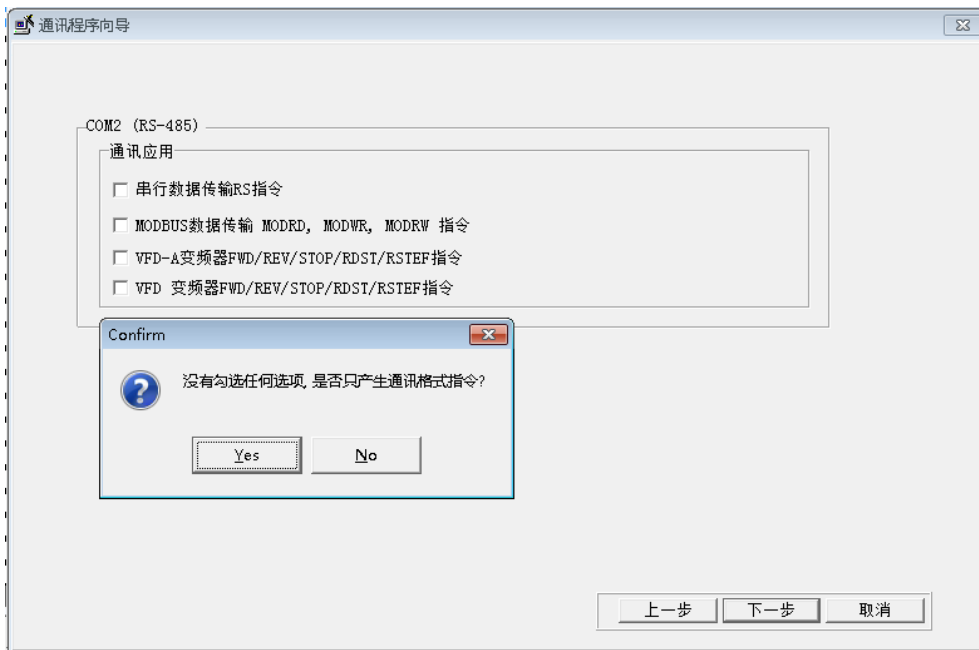 通讯程序向导
COM2 (RS-485)
通讯应用
串行数据传输RS指令
MODBUS数据传输 MODRD, MODWR, MODRW 指令
VFD-A变频器FWD/REV/STOP/RDST/RSTEF指令
VFD 变频器FWD/REV/STOP/RDST/RSTEF指令
Confirm
没有勾选任何选项, 是否只产生通讯格式指令?
Yes No
上一步 下一步 取消